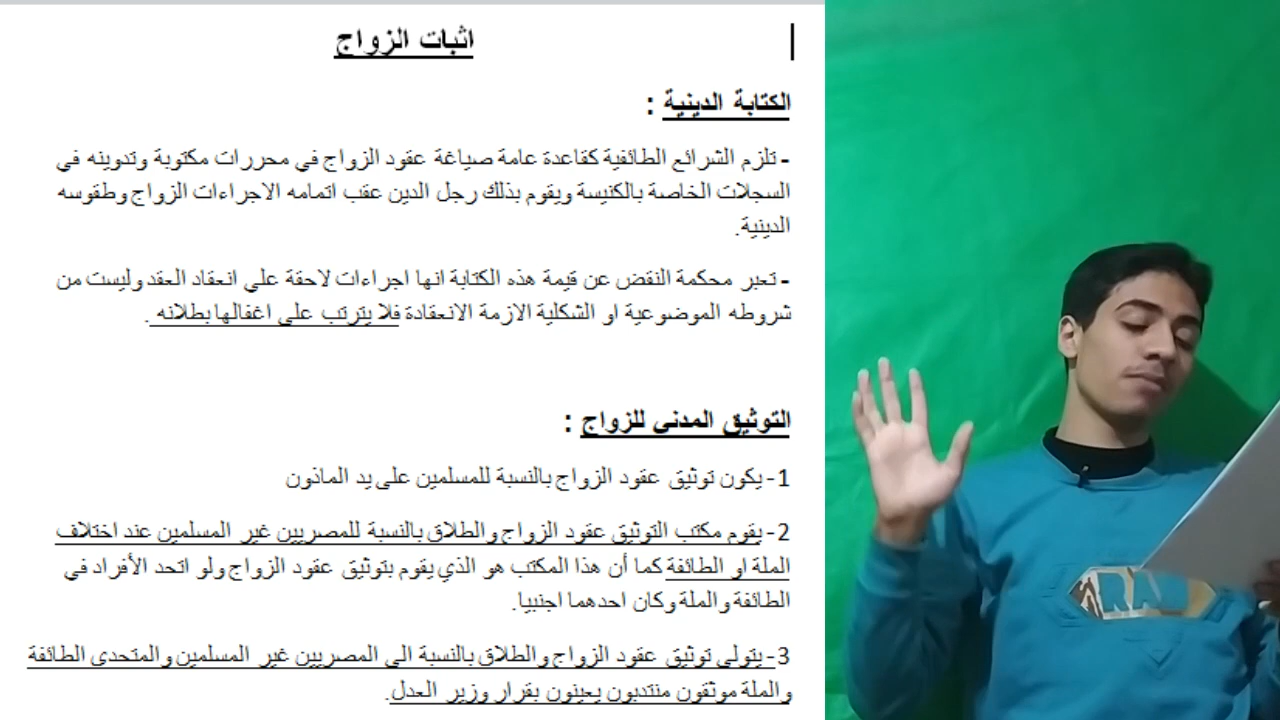 اثبات الزواج
الكتابة الدينية :
- تلزم الشرائع الطائفية كقاعدة عامة صياغة عقود الزواج في محررات مكتوبة وتدوينه في
السجلات الخاصة بالكنيسة ويقوم بذلك رجل الدين عقب اتمامه الاجراءات الزواج وطقوسه
الدينية.
- تعبر محكمة النقض عن قيمة هذه الكتابة انها اجراءات لاحقة علي انعقاد العقد وليست من
شروطه الموضوعية او الشكلية الازمة الانعقادة فلا يترتب علي اغفالها بطلانه .
التوثيق المدني للزواج :
1- يكون توثيق عقود الزواج بالنسبة للمسلمين على يد الماذون
2- يقوم مكتب التوثيق عقود الزواج والطلاق بالنسبة للمصريين غير المسلمين عند اختلاف
الملة او الطائفة كما أن هذا المكتب هو الذي يقوم بتوثيق عقود الزواج ولو اتحد الأفراد في
الطائفة والملة وكان احدهما اجنبيا.
3- يتولى توثيق عقود الزواج والطلاق بالنسبة الى المصريين غير المسلمين والمتحدى الطائفة
والملة موثقون منتدبون يعينون بقرار وزير العدل.